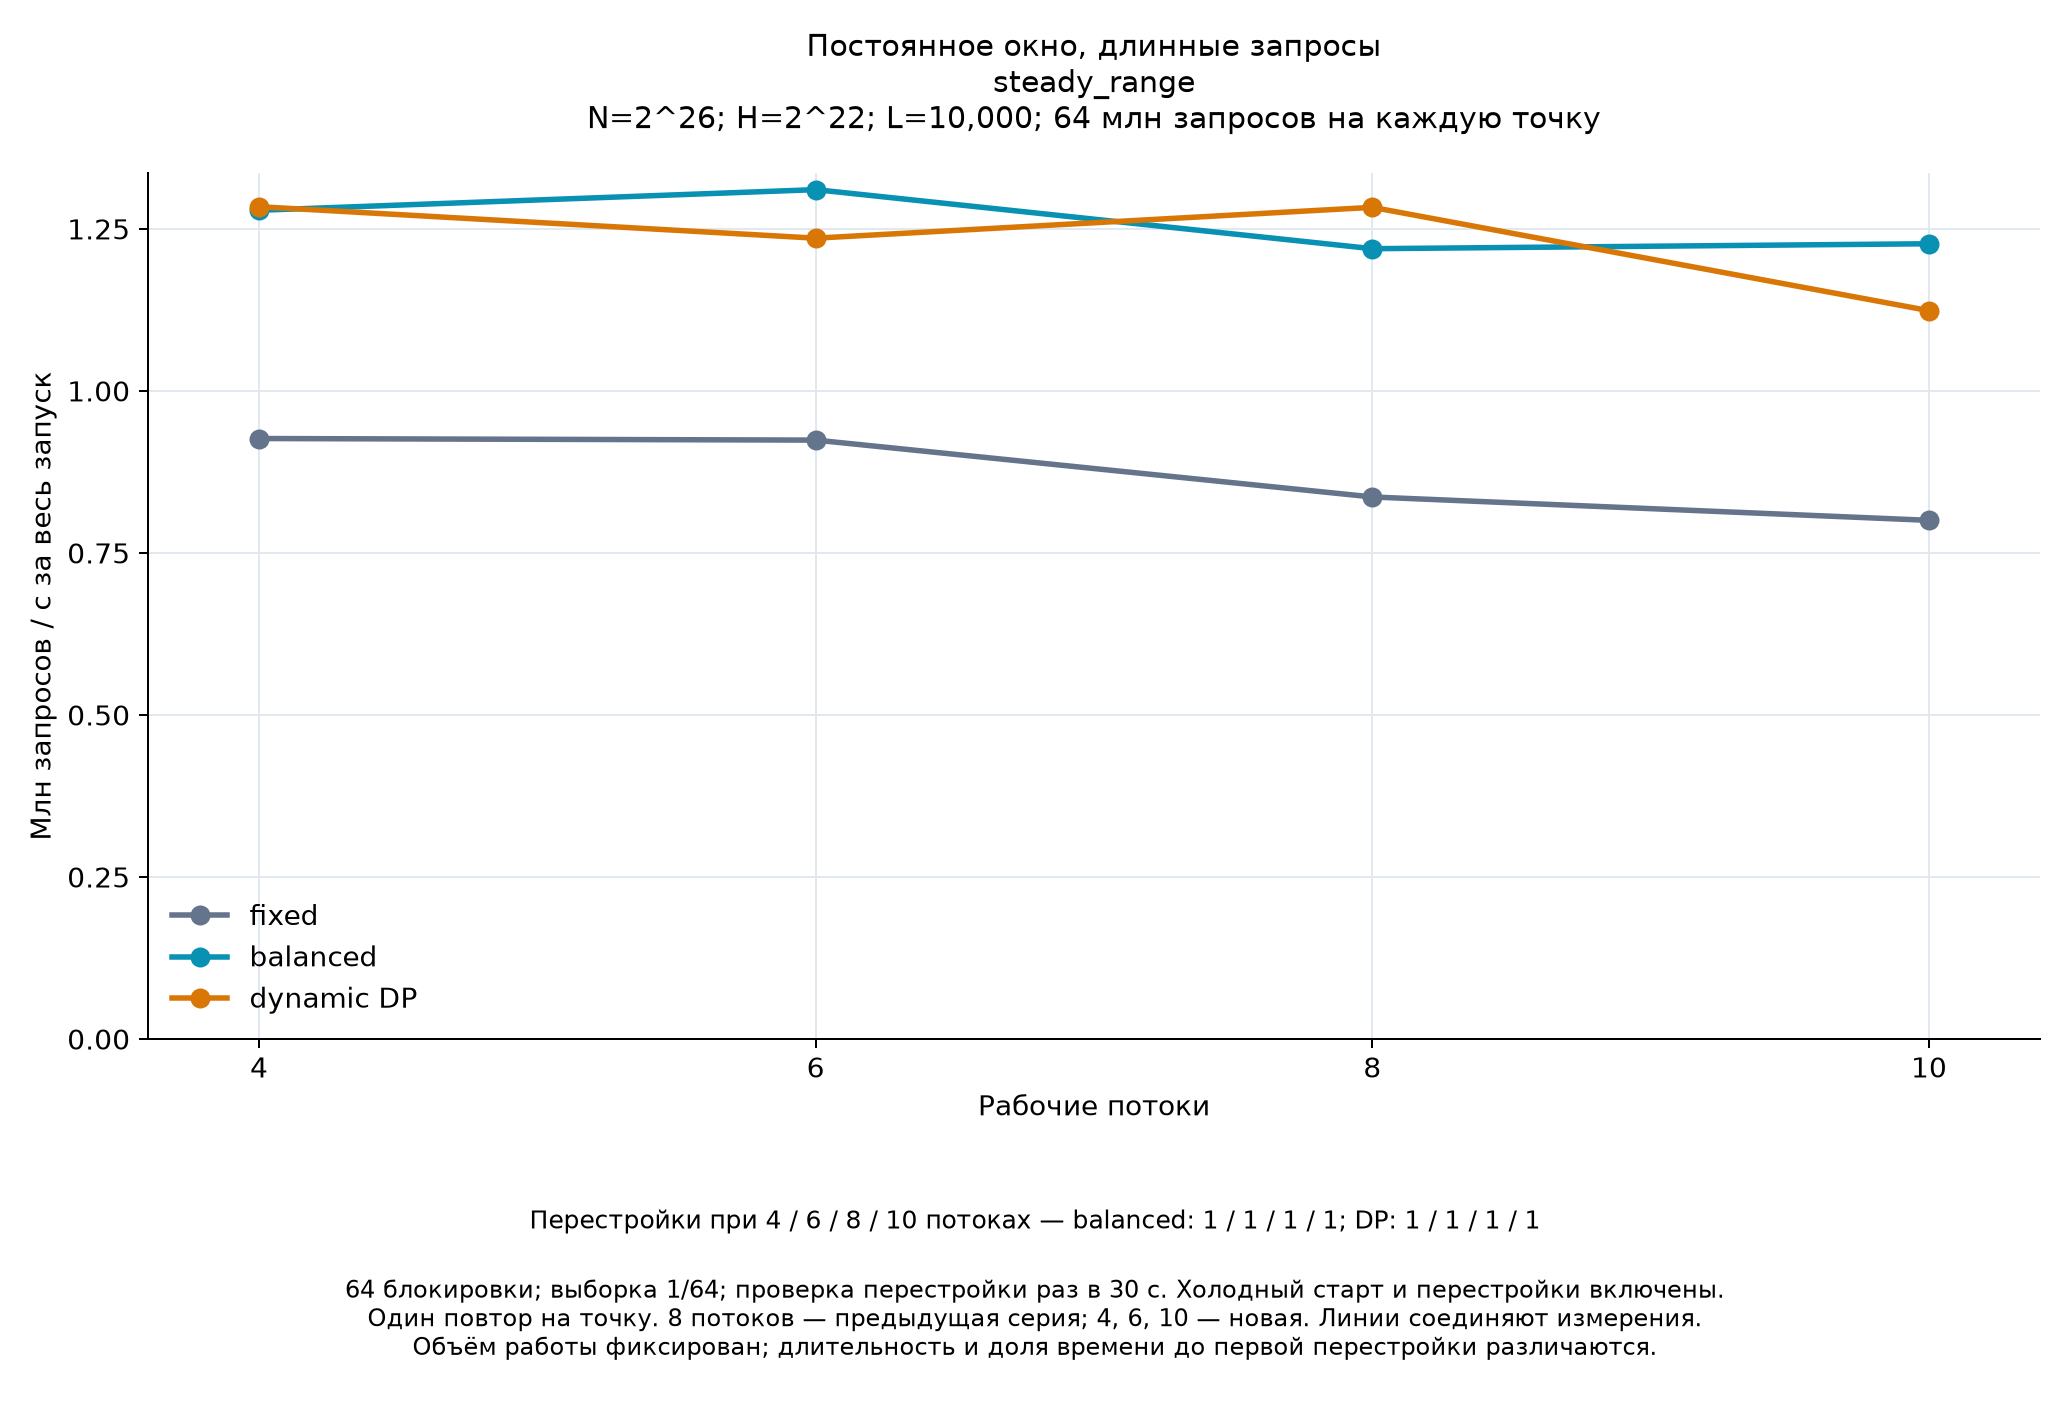 Постоянное окно, длинные запросы
steady_range
N=2^26; H=2^22; L=10,000; 64 млн запросов на каждую точку
Млн запросов / с за весь запуск
1.25
1.00
0.75
0.50
0.25
0.00
fixed
balanced
dynamic DP
4
6
8
10
Рабочие потоки
Перестройки при 4 / 6 / 8 / 10 потоках — balanced: 1 / 1 / 1 / 1; DP: 1 / 1 / 1 / 1
64 блокировки; выборка 1/64; проверка перестройки раз в 30 с. Холодный старт и перестройки включены.
Один повтор на точку. 8 потоков — предыдущая серия; 4, 6, 10 — новая. Линии соединяют измерения.
Объём работы фиксирован; длительность и доля времени до первой перестройки различаются.